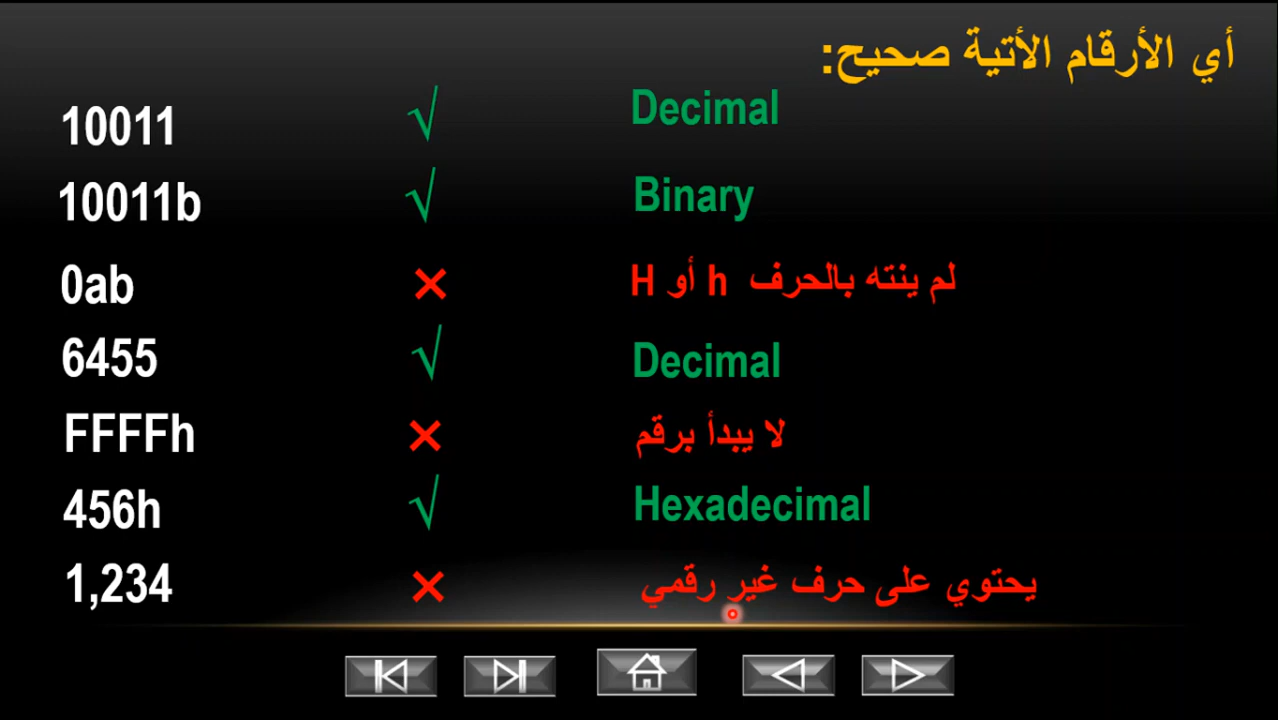 أي الأرقام الأتية صحيح:
10011 √ Decimal
10011b √ Binary
0ab × لم ينته بالحرف h أو H
6455 √ Decimal
FFFFh × لا يبدأ برقم
456h √ Hexadecimal
1,234 × يحتوي على حرف غير رقمي